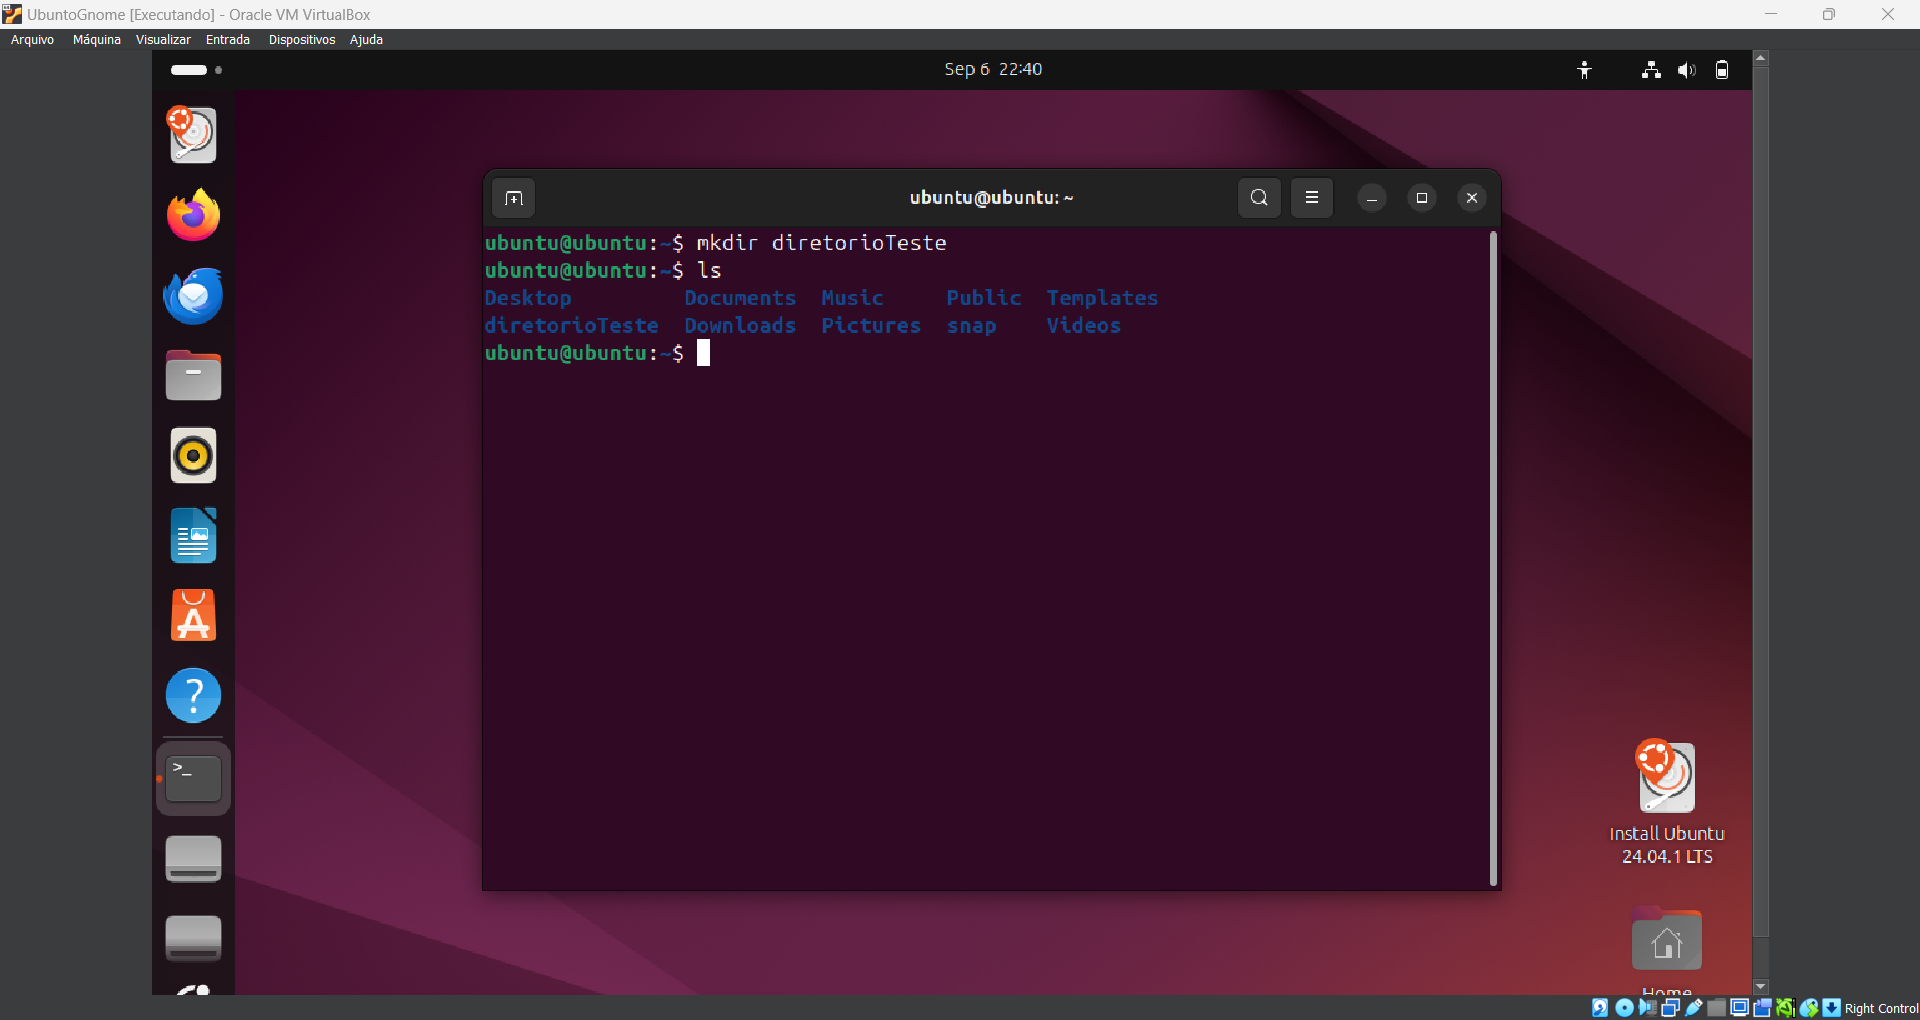 UbuntoGnome [Executando] - Oracle VM VirtualBox
Arquivo Máquina Visualizar Entrada Dispositivos Ajuda
Sep 6 22:40
ubuntu@ubuntu: ~
ubuntu@ubuntu:~$ mkdir diretorioTeste
ubuntu@ubuntu:~$ ls
Desktop Documents Music Public Templates
diretorioTeste Downloads Pictures snap Videos
ubuntu@ubuntu:~$
Install Ubuntu
24.04.1 LTS
Home
Right Control